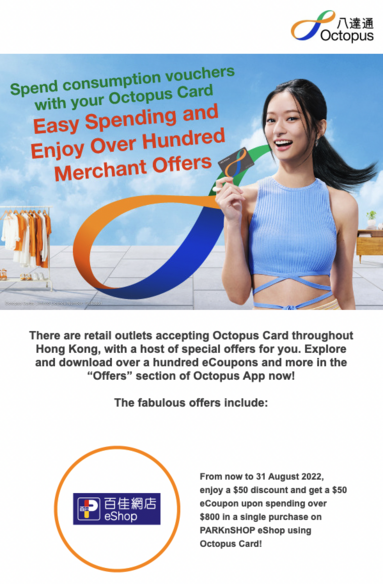 八達通
Octopus
Spend consumption vouchers
with your Octopus Card
Easy Spending and
Enjoy Over Hundred
Merchant Offers
There are retail outlets accepting Octopus Card throughout
Hong Kong, with a host of special offers for you. Explore
and download over a hundred eCoupons and more in the
“Offers” section of Octopus App now!
The fabulous offers include:
百佳網店
eShop
From now to 31 August 2022,
enjoy a $50 discount and get a $50
eCoupon upon spending over
$800 in a single purchase on
PARKnSHOP eShop using
Octopus Card!